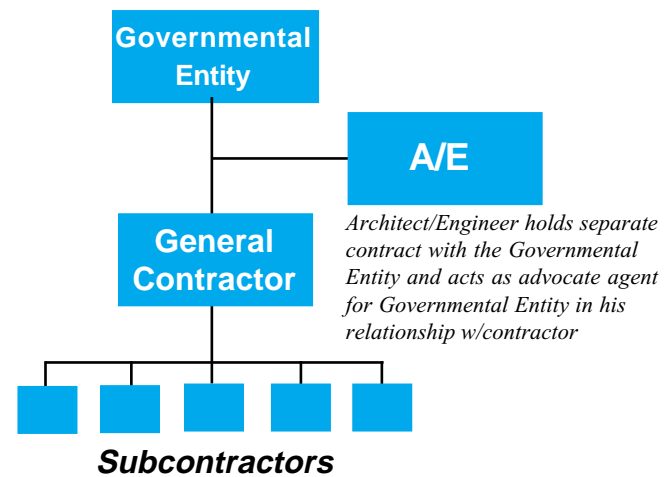 Governmental
Entity
A/E
Architect/Engineer holds separate
contract with the Governmental
Entity and acts as advocate agent
for Governmental Entity in his
relationship w/contractor
General
Contractor
Subcontractors